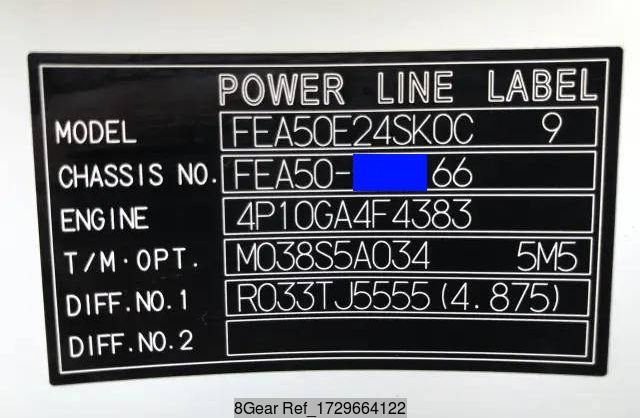 POWER LINE LABEL
MODEL FEA50E24SK0C 9
CHASSIS NO. FEA50- 66
ENGINE 4P10GA4F4383
T/M·OPT. M038S5A034 5M5
DIFF.NO.1 R033TJ5555(4.875)
DIFF.NO.2
8Gear Ref_1729664122